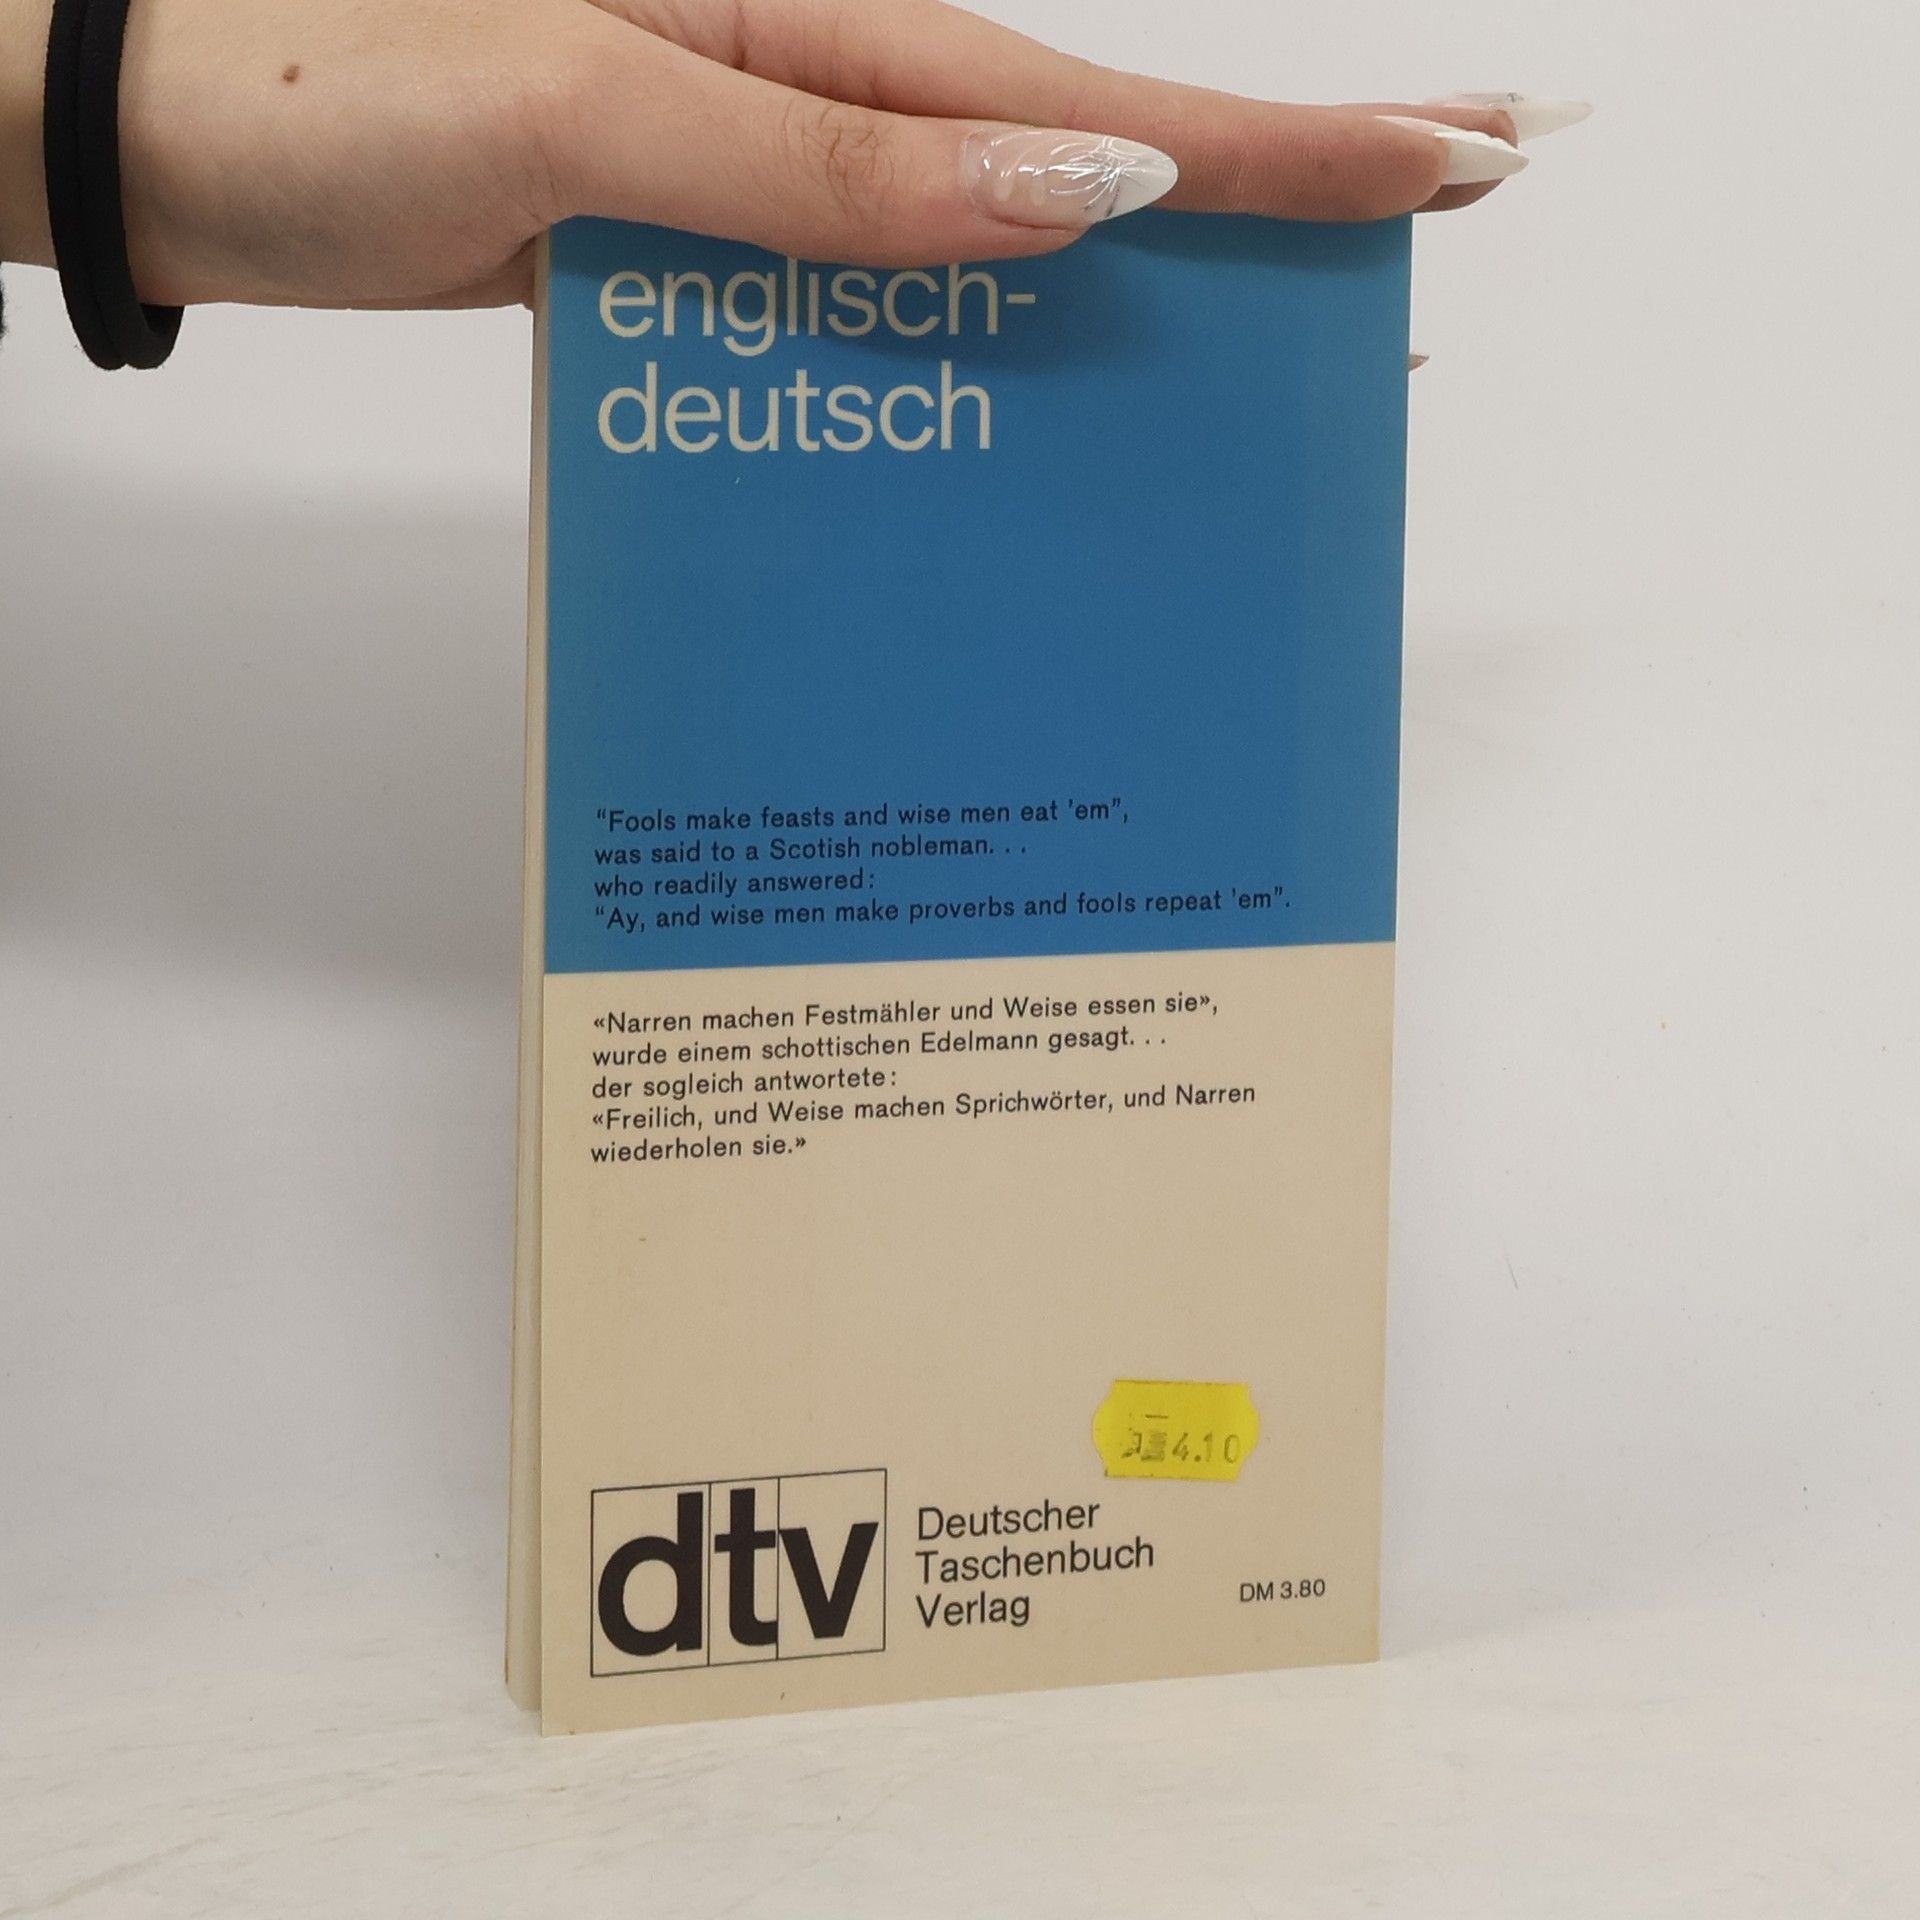 englisch-
deutsch
“Fools make feasts and wise men eat ’em”,
was said to a Scotish nobleman. . .
who readily answered:
“Ay, and wise men make proverbs and fools repeat ’em”.
«Narren machen Festmähler und Weise essen sie»,
wurde einem schottischen Edelmann gesagt. . .
der sogleich antwortete:
«Freilich, und Weise machen Sprichwörter, und Narren
wiederholen sie.»
4.10
dtv
Deutscher
Taschenbuch
Verlag
DM 3.80